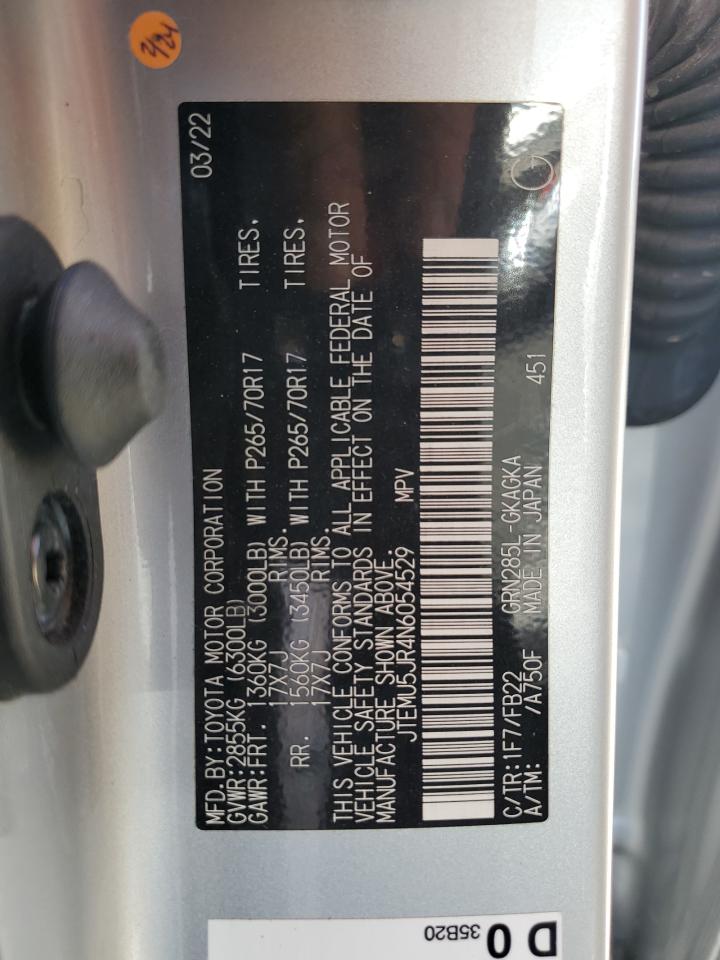 03/22
MFD.BY:TOYOTA MOTOR CORPORATION
GVWR:2855KG (6300LB)
GAWR:FRT. 1360KG (3000LB) WITH P265/70R17 TIRES.
17X7J RIMS.
RR. 1560KG (3450LB) WITH P265/70R17 TIRES.
17X7J RIMS.
THIS VEHICLE CONFORMS TO ALL APPLICABLE FEDERAL MOTOR
VEHICLE SAFETY STANDARDS IN EFFECT ON THE DATE OF
MANUFACTURE SHOWN ABOVE.
JTEMU5JR4N6054529 MPV
C/TR:1F7/FB22 GRN285L-GKAGKA
A/TM: /A750F MADE IN JAPAN 451
D 0
35B20